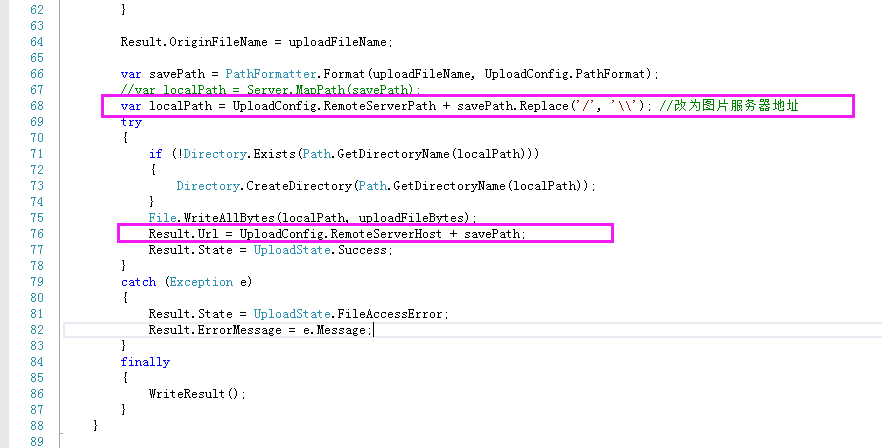 62 }
63
64 Result.OriginFileName = uploadFileName;
65
66 var savePath = PathFormatter.Format(uploadFileName, UploadConfig.PathFormat);
67 //var localPath = Server.MapPath(savePath);
68 var localPath = UploadConfig.RemoteServerPath + savePath.Replace('/', '\\'); //改为图片服务器地址
69 try
70 {
71 if (!Directory.Exists(Path.GetDirectoryName(localPath)))
72 {
73 Directory.CreateDirectory(Path.GetDirectoryName(localPath));
74 }
75 File.WriteAllBytes(localPath, uploadFileBytes);
76 Result.Url = UploadConfig.RemoteServerHost + savePath;
77 Result.State = UploadState.Success;
78 }
79 catch (Exception e)
80 {
81 Result.State = UploadState.FileAccessError;
82 Result.ErrorMessage = e.Message;
83 }
84 finally
85 {
86 WriteResult();
87 }
88 }
89